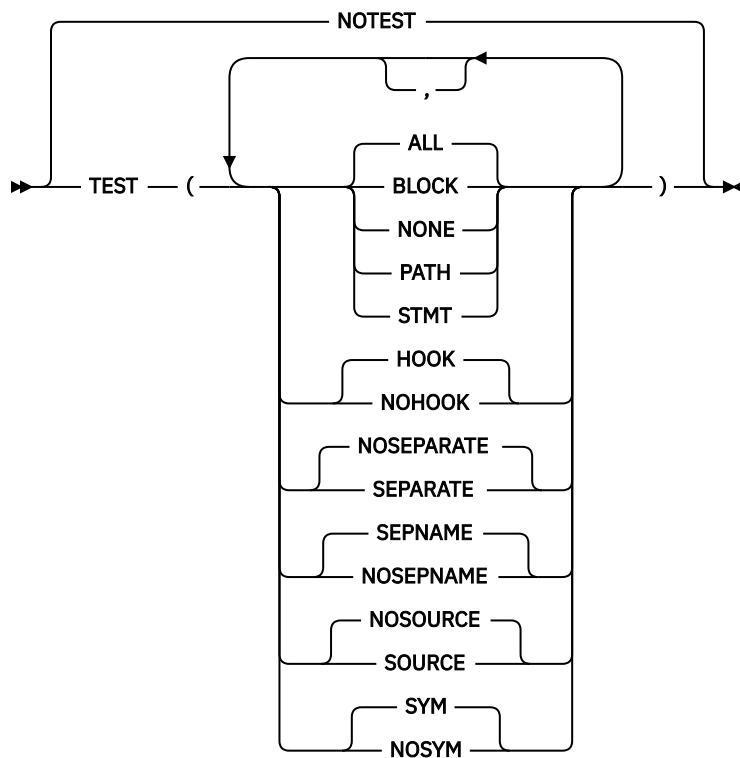 NOTEST
,
ALL
TEST ( BLOCK )
NONE
PATH
STMT
HOOK
NOHOOK
NOSEPARATE
SEPARATE
SEPNAME
NOSEPNAME
NOSOURCE
SOURCE
SYM
NOSYM